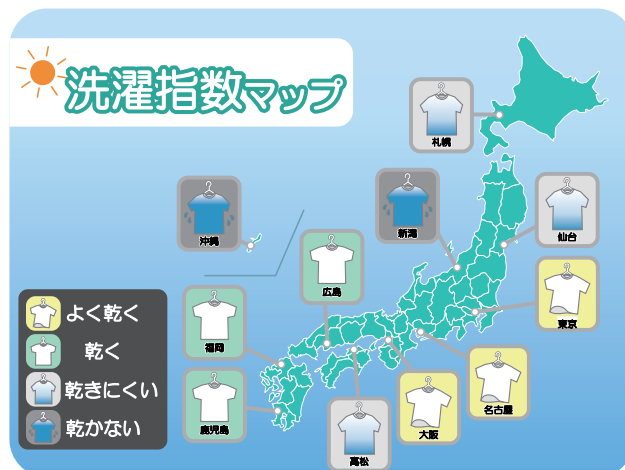 洗濯指数マップ
札幌
沖縄
新潟
仙台
広島
東京
福岡
名古屋
鹿児島
高松
大阪
よく乾く
乾く
乾きにくい
乾かない